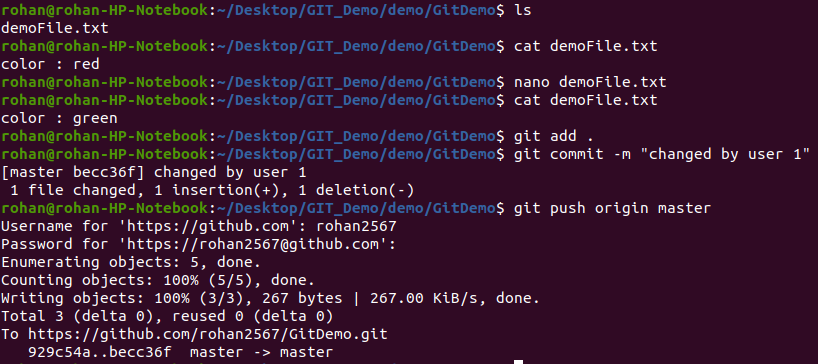 rohan@rohan-HP-Notebook:~/Desktop/GIT_Demo/demo/GitDemo$ ls
demoFile.txt
rohan@rohan-HP-Notebook:~/Desktop/GIT_Demo/demo/GitDemo$ cat demoFile.txt
color : red
rohan@rohan-HP-Notebook:~/Desktop/GIT_Demo/demo/GitDemo$ nano demoFile.txt
rohan@rohan-HP-Notebook:~/Desktop/GIT_Demo/demo/GitDemo$ cat demoFile.txt
color : green
rohan@rohan-HP-Notebook:~/Desktop/GIT_Demo/demo/GitDemo$ git add .
rohan@rohan-HP-Notebook:~/Desktop/GIT_Demo/demo/GitDemo$ git commit -m "changed by user 1"
[master becc36f] changed by user 1
 1 file changed, 1 insertion(+), 1 deletion(-)
rohan@rohan-HP-Notebook:~/Desktop/GIT_Demo/demo/GitDemo$ git push origin master
Username for 'https://github.com': rohan2567
Password for 'https://rohan2567@github.com':
Enumerating objects: 5, done.
Counting objects: 100% (5/5), done.
Writing objects: 100% (3/3), 267 bytes | 267.00 KiB/s, done.
Total 3 (delta 0), reused 0 (delta 0)
To https://github.com/rohan2567/GitDemo.git
   929c54a..becc36f  master -> master